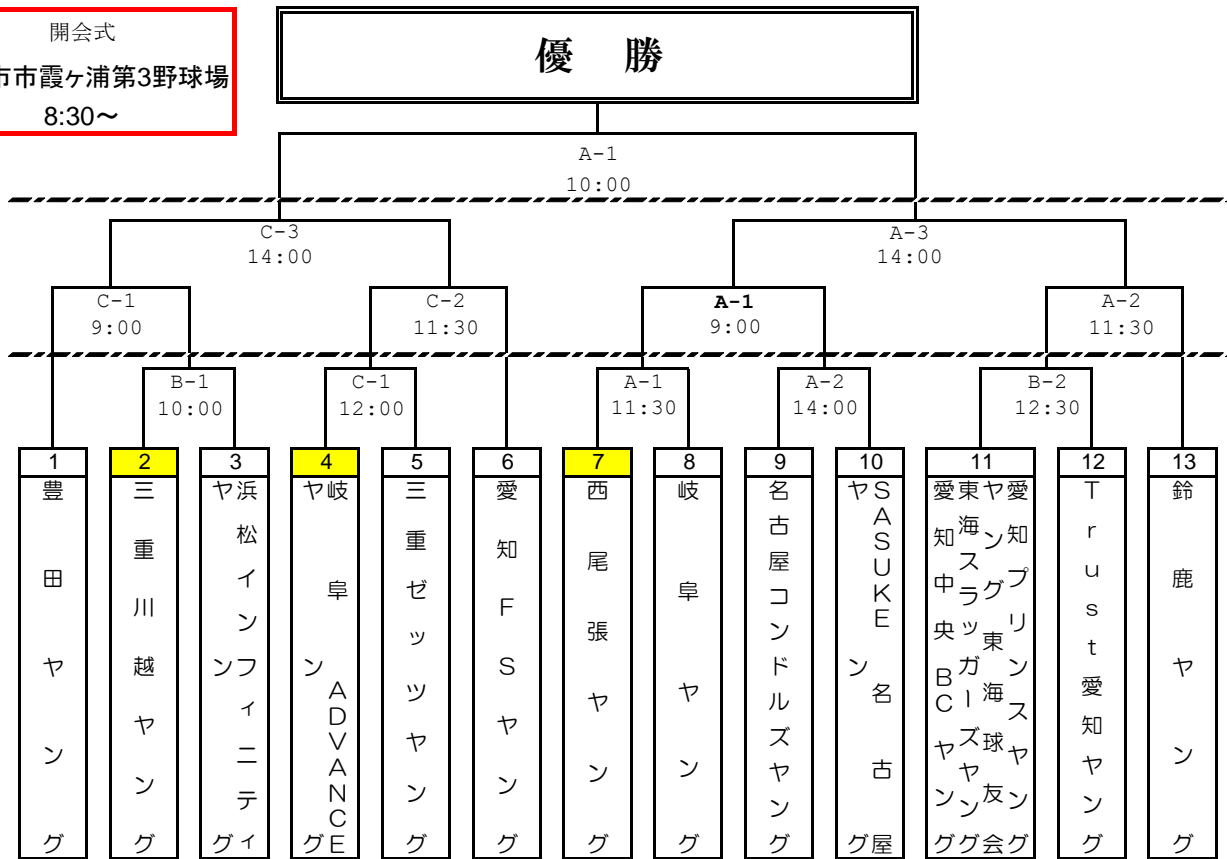 開会式
市霞ヶ浦第3野球場
8:30～
優 勝
A-1
10:00
C-3
14:00
A-3
14:00
C-1
9:00
C-2
11:30
A-1
9:00
A-2
11:30
B-1
10:00
C-1
12:00
A-1
11:30
A-2
14:00
B-2
12:30
1
豊田ヤング
2
三重川越ヤング
3
浜松インフィニティ
ヤング
4
岐阜ADVANCE
ヤング
5
三重ゼッツヤング
6
愛知FSヤング
7
西尾張ヤング
8
岐阜ヤング
9
名古屋コンドルズヤング
10
SASUKE名古屋
ヤング
11
愛知プリンスヤング
ヤング東海球友会
東海スラッガーズヤング
愛知中央BCヤング
12
Trust愛知ヤング
13
鈴鹿ヤング